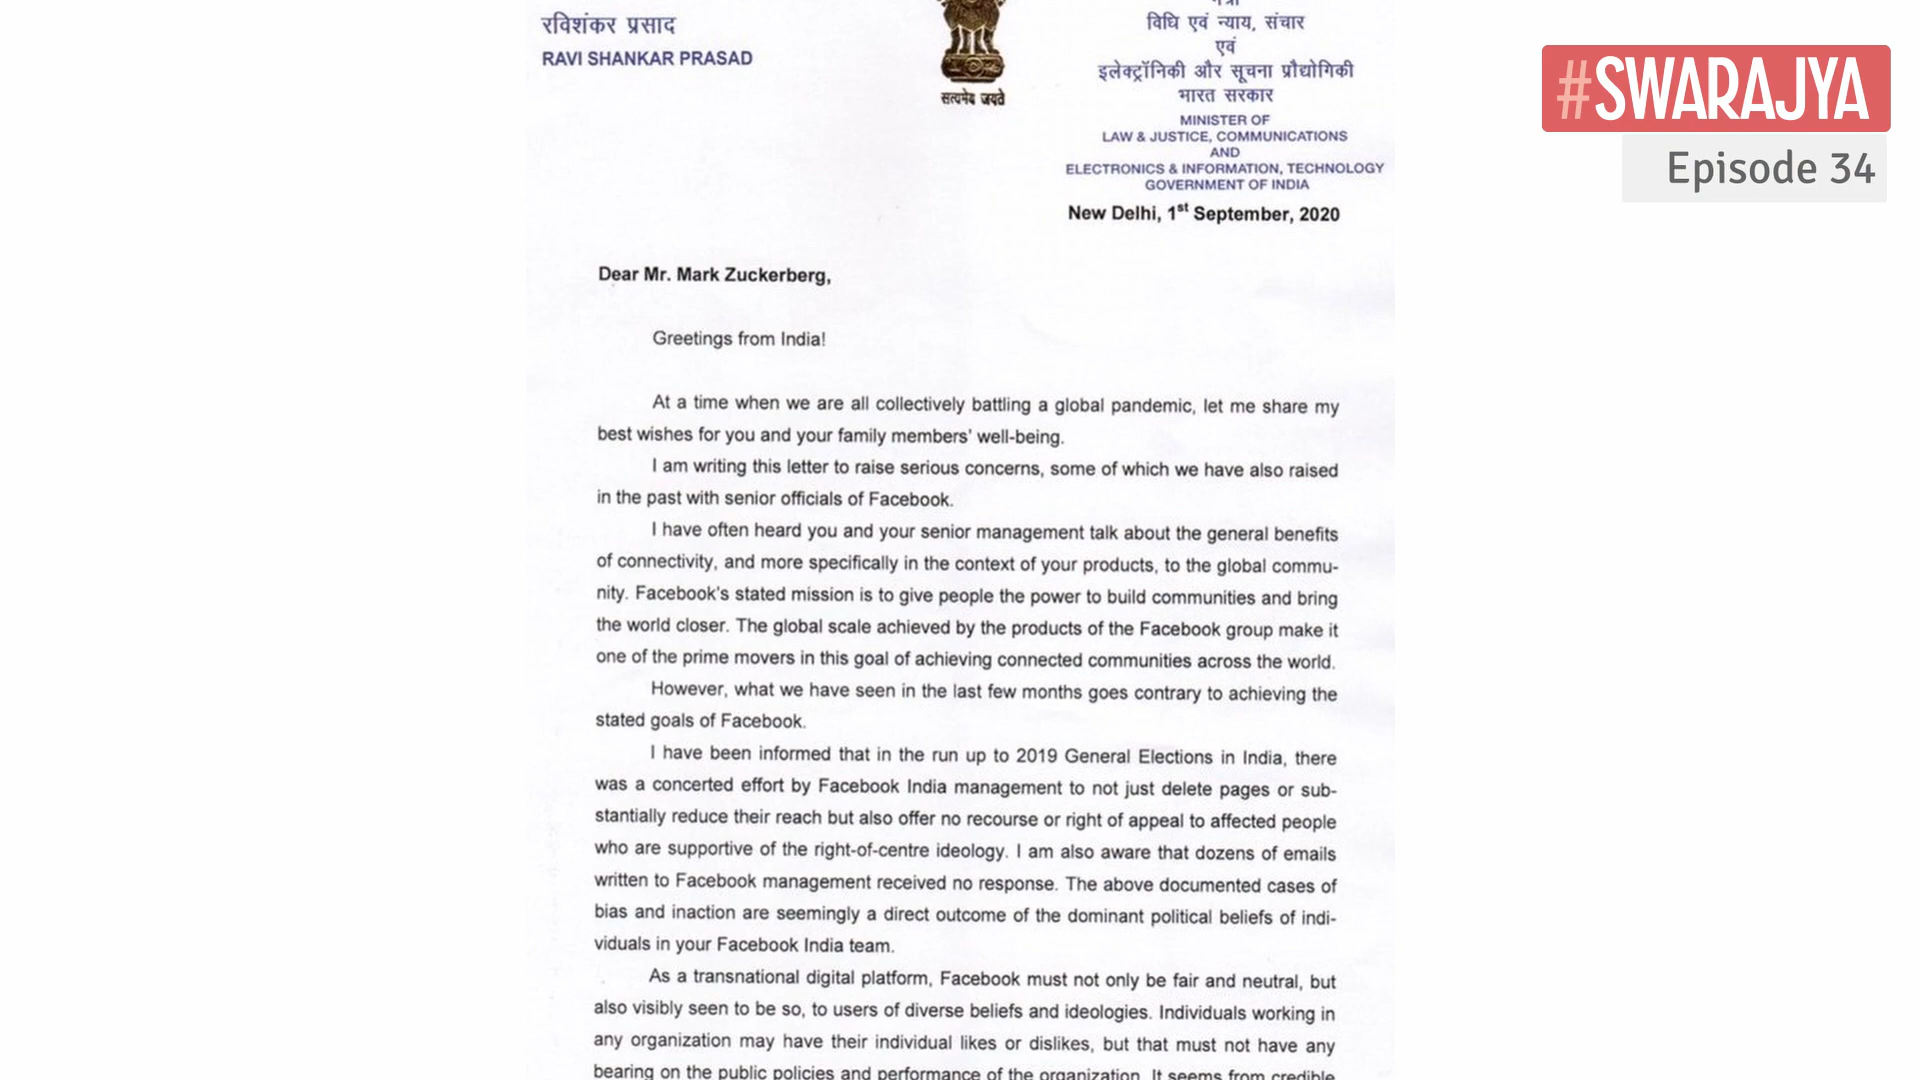 रविशंकर प्रसाद
RAVI SHANKAR PRASAD
सत्यमेव जयते
विधि एवं न्याय, संचार
एवं
इलेक्ट्रॉनिकी और सूचना प्रौद्योगिकी
भारत सरकार
MINISTER OF
LAW & JUSTICE, COMMUNICATIONS
AND
ELECTRONICS & INFORMATION, TECHNOLOGY
GOVERNMENT OF INDIA
New Delhi, 1st September, 2020
#SWARAJYA
Episode 34
Dear Mr. Mark Zuckerberg,
Greetings from India!
At a time when we are all collectively battling a global pandemic, let me share my
best wishes for you and your family members' well-being.
I am writing this letter to raise serious concerns, some of which we have also raised
in the past with senior officials of Facebook.
I have often heard you and your senior management talk about the general benefits
of connectivity, and more specifically in the context of your products, to the global commu-
nity. Facebook's stated mission is to give people the power to build communities and bring
the world closer. The global scale achieved by the products of the Facebook group make it
one of the prime movers in this goal of achieving connected communities across the world.
However, what we have seen in the last few months goes contrary to achieving the
stated goals of Facebook.
I have been informed that in the run up to 2019 General Elections in India, there
was a concerted effort by Facebook India management to not just delete pages or sub-
stantially reduce their reach but also offer no recourse or right of appeal to affected people
who are supportive of the right-of-centre ideology. I am also aware that dozens of emails
written to Facebook management received no response. The above documented cases of
bias and inaction are seemingly a direct outcome of the dominant political beliefs of indi-
viduals in your Facebook India team.
As a transnational digital platform, Facebook must not only be fair and neutral, but
also visibly seen to be so, to users of diverse beliefs and ideologies. Individuals working in
any organization may have their individual likes or dislikes, but that must not have any
bearing on the public policies and performance of the organization. It seems from credible